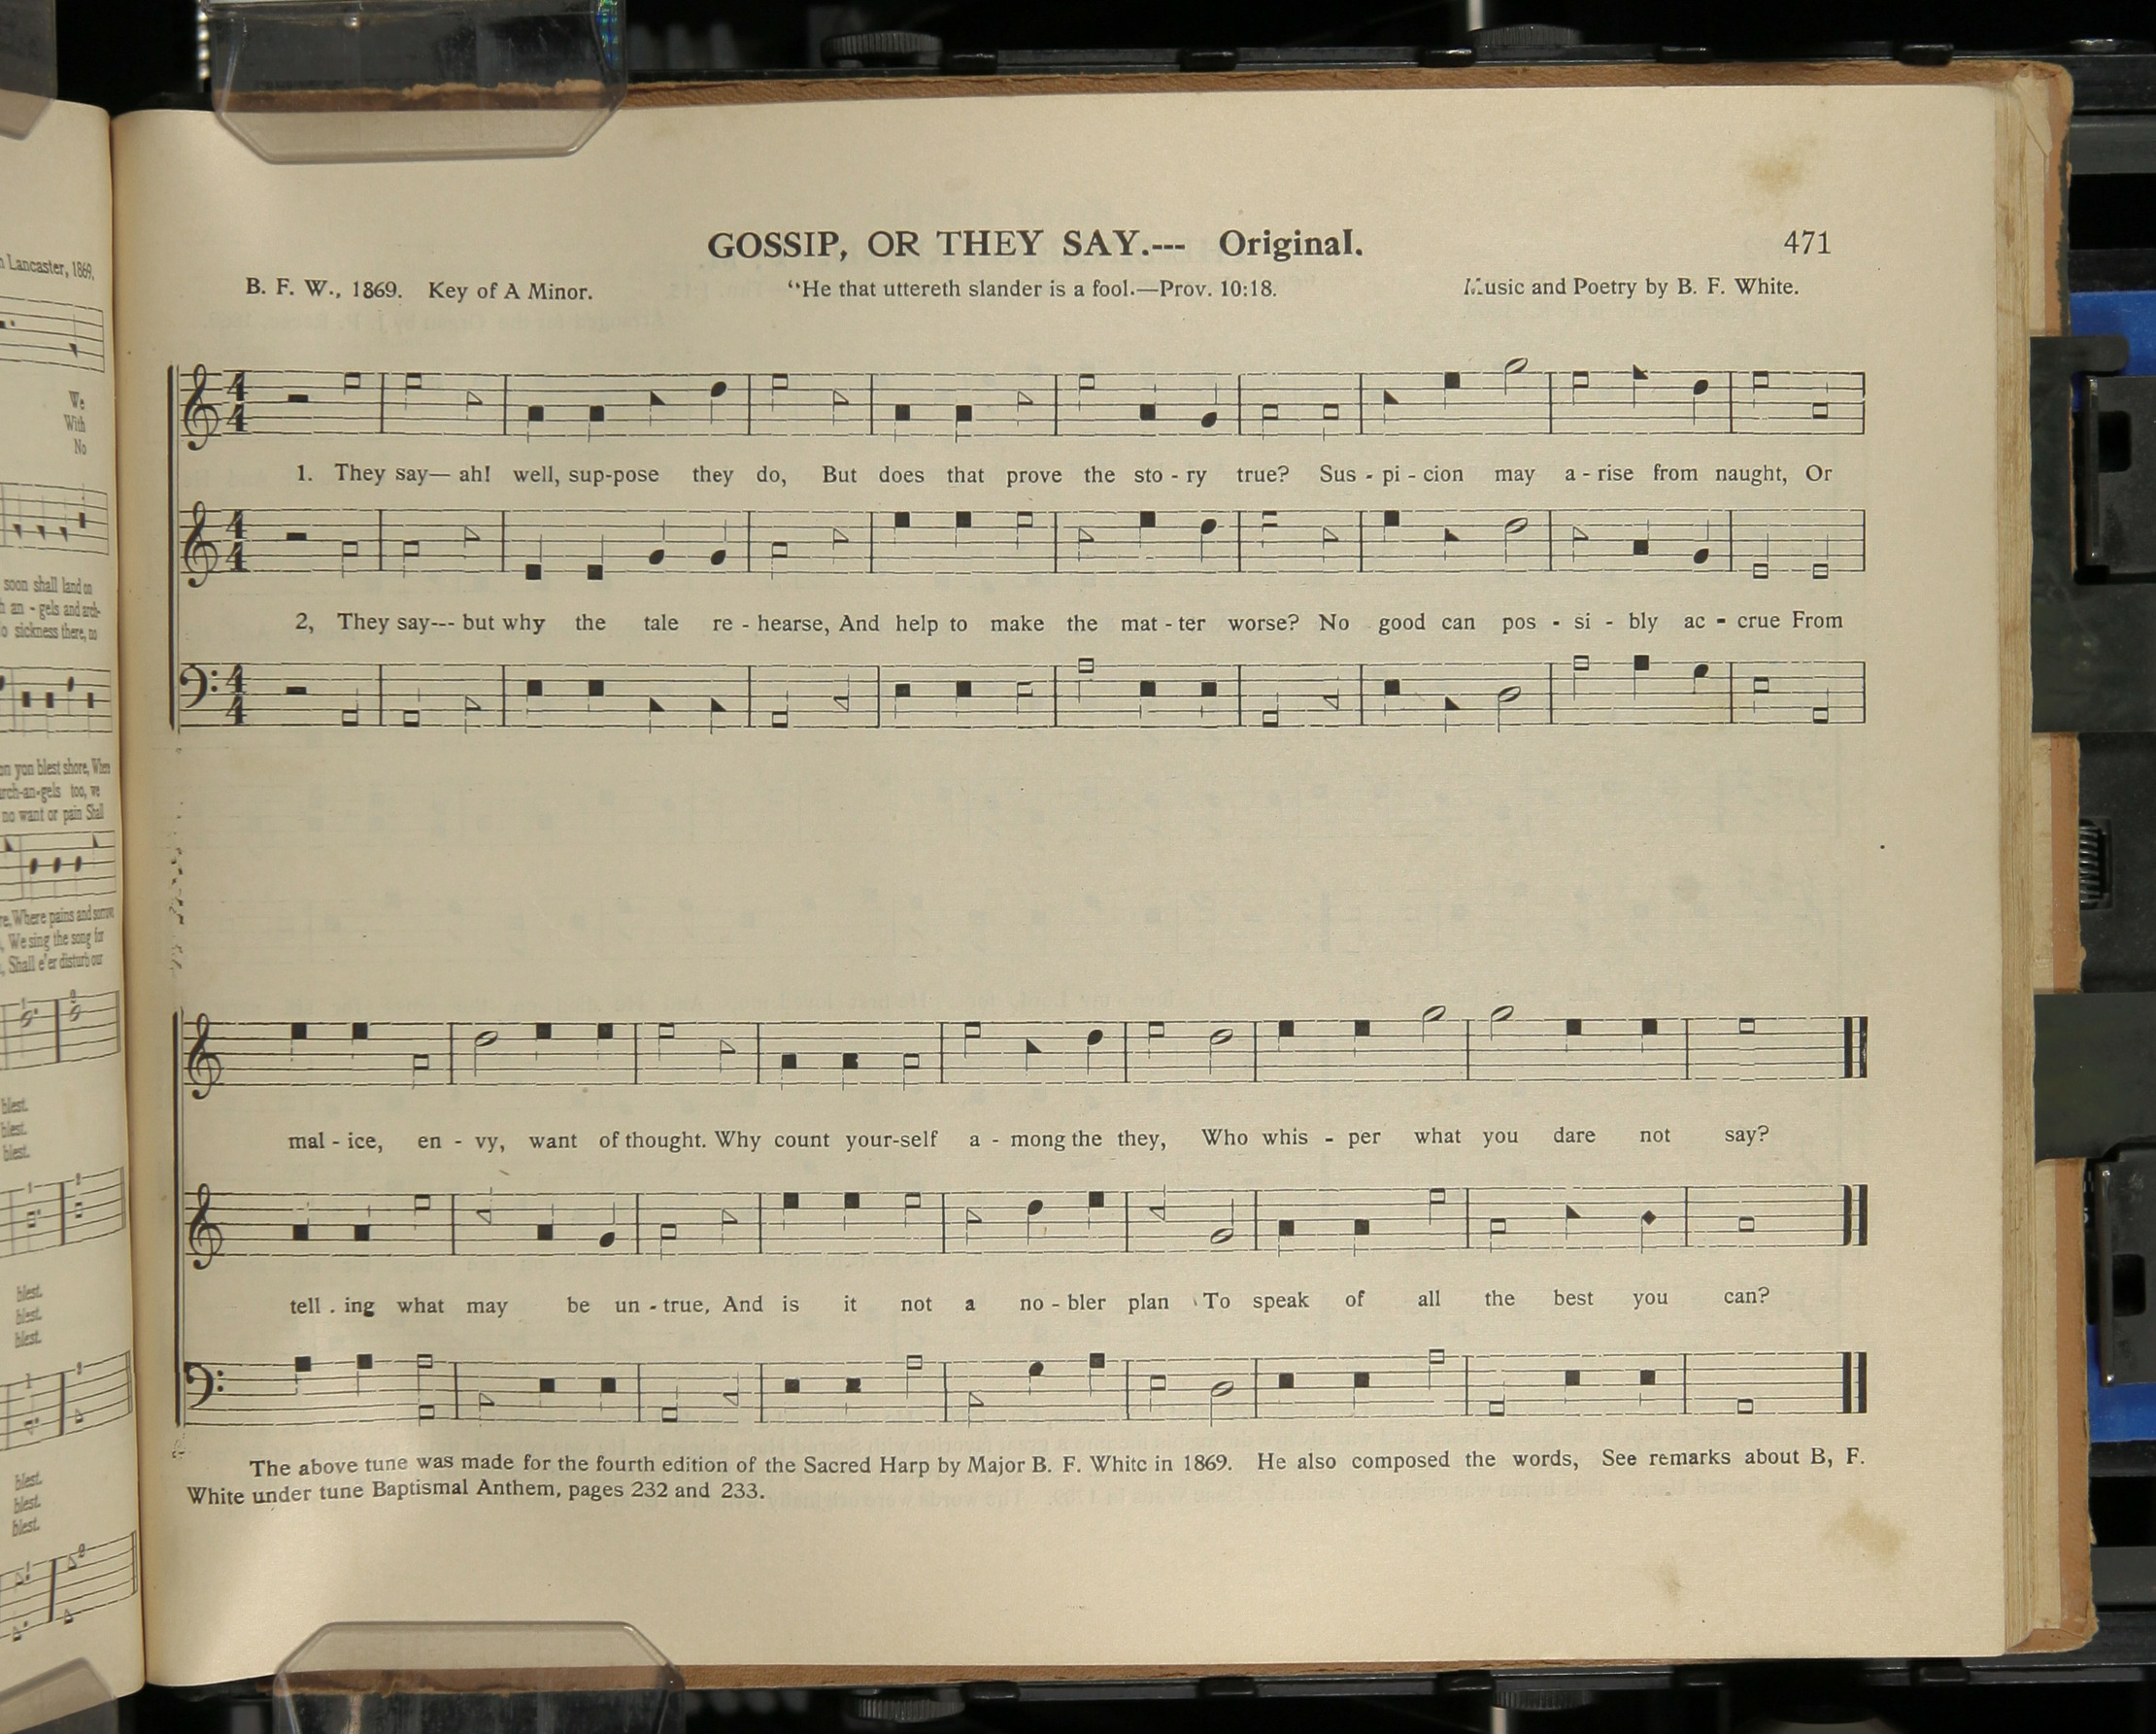 GOSSIP, OR THEY SAY.--- Original.
471
B. F. W., 1869. Key of A Minor.
“He that uttereth slander is a fool.—Prov. 10:18.
Music and Poetry by B. F. White.
1. They say— ah! well, sup-pose they do, But does that prove the sto - ry true? Sus - pi - cion may a - rise from naught, Or
2, They say--- but why the tale re - hearse, And help to make the mat - ter worse? No good can pos - si - bly ac - crue From
mal - ice, en - vy, want of thought. Why count your-self a - mong the they, Who whis - per what you dare not say?
tell . ing what may be un - true, And is it not a no - bler plan To speak of all the best you can?
The above tune was made for the fourth edition of the Sacred Harp by Major B. F. Whitc in 1869. He also composed the words, See remarks about B, F.
White under tune Baptismal Anthem, pages 232 and 233.
Lancaster, 1869.
We
With
No
soon shall land on
an - gels and arch-
sickness there, no
on yon blest shore, Where
arch-an-gels too, we
no want or pain Shall
Where pains and sorrow
We sing the song for
Shall e'er disturb our
blest.
blest.
blest.
blest.
blest.
blest.
blest.
blest.
blest.